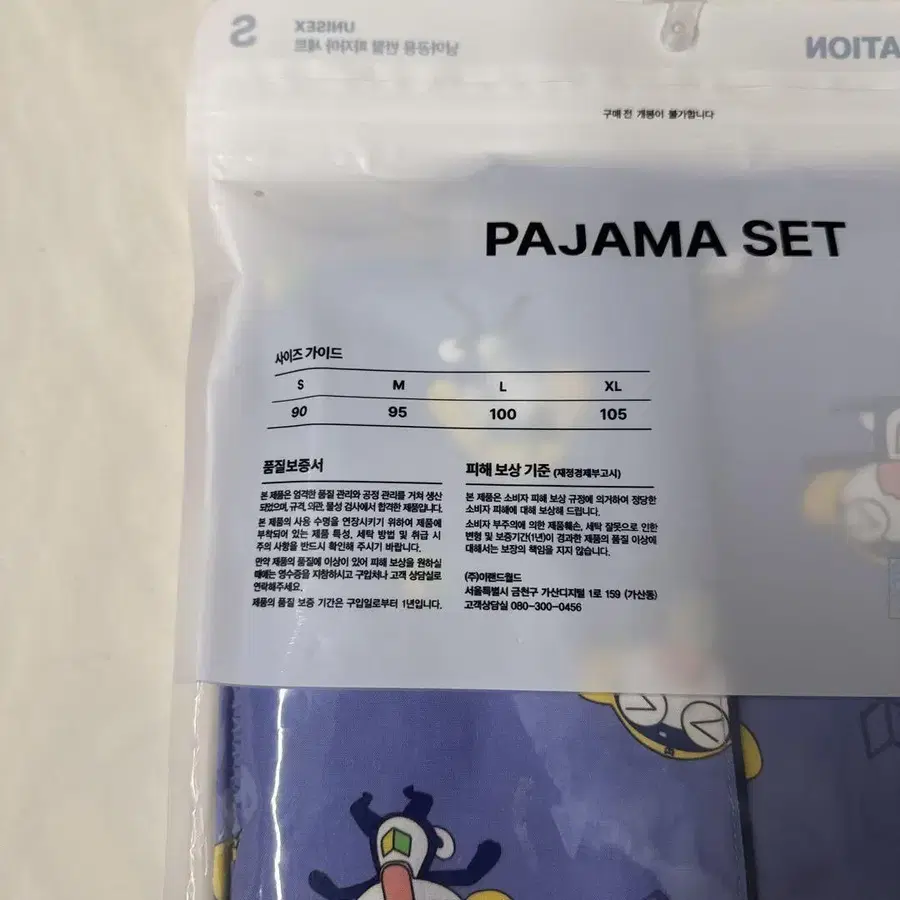 S
UNISEX
남여공용 반팔 파자마 세트
ATION
구매 전 개봉이 불가합니다
PAJAMA SET
사이즈 가이드
S M L XL
90 95 100 105
품질보증서
본 제품은 엄격한 품질 관리와 공정 관리를 거쳐 생산
되었으며, 규격, 외관, 물성 검사에서 합격한 제품입니다.
본 제품의 사용 수명을 연장시키기 위하여 제품에
부착되어 있는 제품 특성, 세탁 방법 및 취급 시
주의 사항을 반드시 확인해 주시기 바랍니다.
만약 제품의 품질에 이상이 있어 피해 보상을 원하실
때에는 영수증을 지참하시고 구입처나 고객 상담실로
연락해주세요.
제품의 품질 보증 기간은 구입일로부터 1년입니다.
피해 보상 기준 (재정경제부고시)
본 제품은 소비자 피해 보상 규정에 의거하여 정당한
소비자 피해에 대해 보상해 드립니다.
소비자 부주의에 의한 제품훼손, 세탁 잘못으로 인한
변형 및 보증기간(1년)이 경과한 제품의 품질 이상에
대해서는 보장의 책임을 지지 않습니다.
(주)이랜드월드
서울특별시 금천구 가산디지털 1로 159 (가산동)
고객상담실 080-300-0456